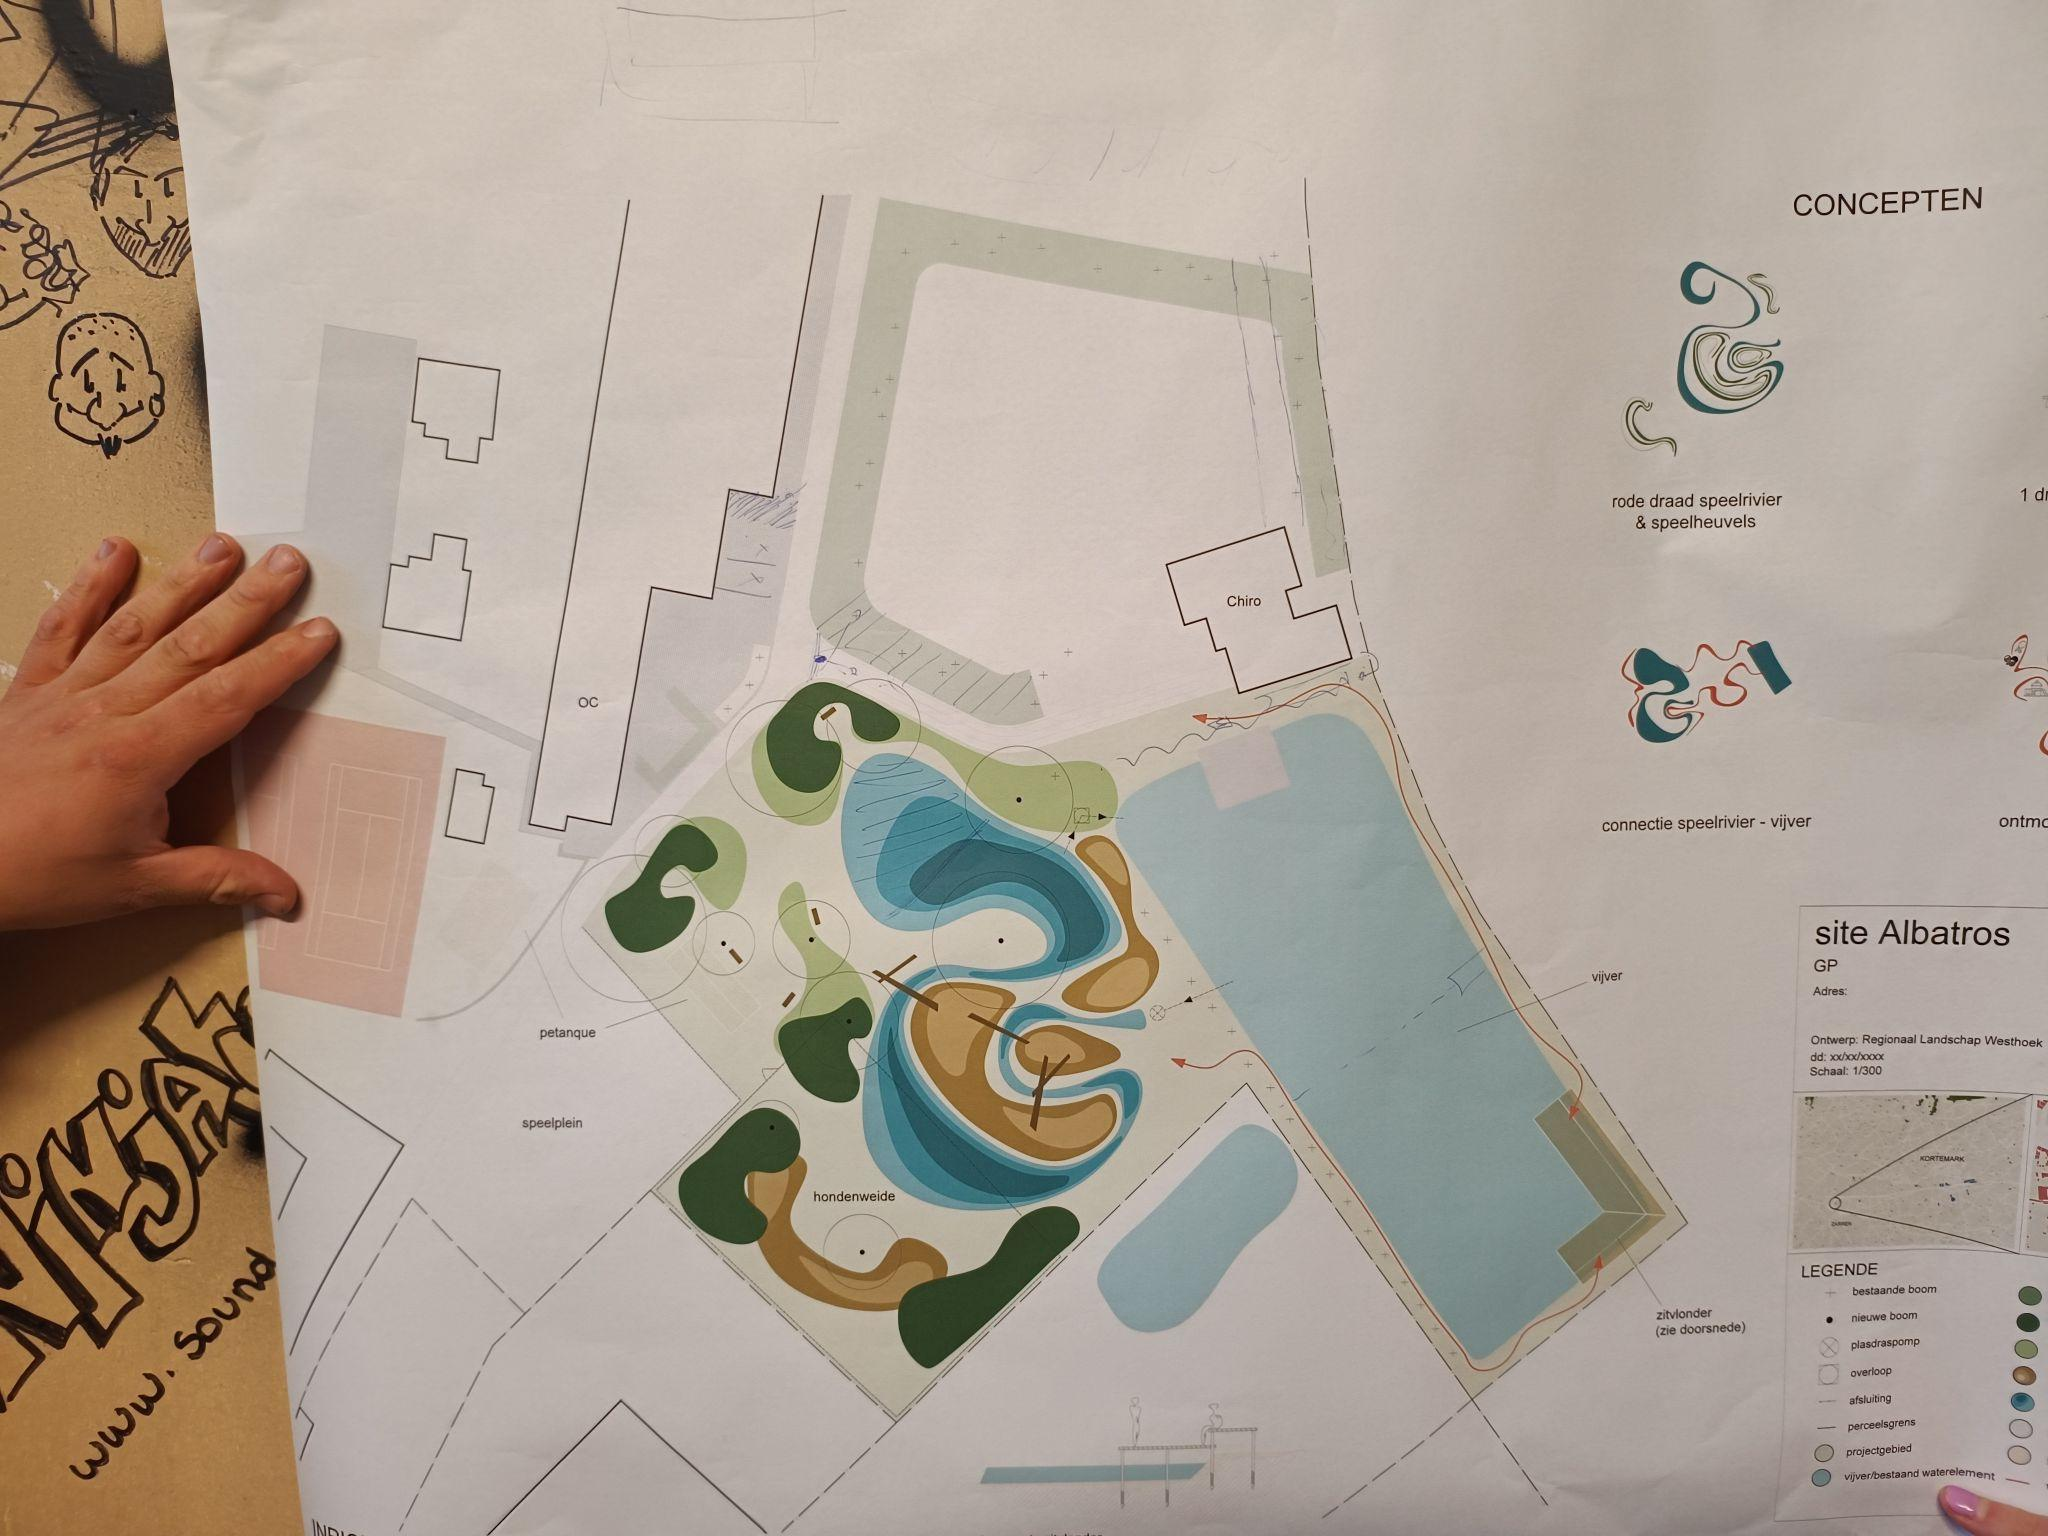 CONCEPTEN
rode draad speelrivier
& speelheuvels
1
Chiro
OC
connectie speelrivier - vijver
site Albatros
GP
Adres:
Ontwerp: Regionaal Landschap Westhoek
dd: xx/xx/xxxx
Schaal: 1/300
vijver
petanque
speelplein
hondenweide
KORTEMARK
ZARREN
zitvlonder
(zie doorsnede)
LEGENDE
bestaande boom
nieuwe boom
plasdraspomp
overloop
afsluiting
perceelsgrens
projectgebied
vijver/bestaand waterelement
www. sound